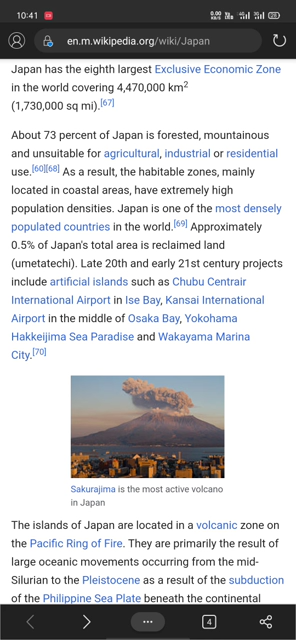 10:41
0.00
KB/s
en.m.wikipedia.org/wiki/Japan
Japan has the eighth largest Exclusive Economic Zone
in the world covering 4,470,000 km2
(1,730,000 sq mi).[67]
About 73 percent of Japan is forested, mountainous
and unsuitable for agricultural, industrial or residential
use.[60][68] As a result, the habitable zones, mainly
located in coastal areas, have extremely high
population densities. Japan is one of the most densely
populated countries in the world.[69] Approximately
0.5% of Japan's total area is reclaimed land
(umetatechi). Late 20th and early 21st century projects
include artificial islands such as Chubu Centrair
International Airport in Ise Bay, Kansai International
Airport in the middle of Osaka Bay, Yokohama
Hakkeijima Sea Paradise and Wakayama Marina
City.[70]
Sakurajima is the most active volcano
in Japan
The islands of Japan are located in a volcanic zone on
the Pacific Ring of Fire. They are primarily the result of
large oceanic movements occurring from the mid-
Silurian to the Pleistocene as a result of the subduction
of the Philippine Sea Plate beneath the continental
4